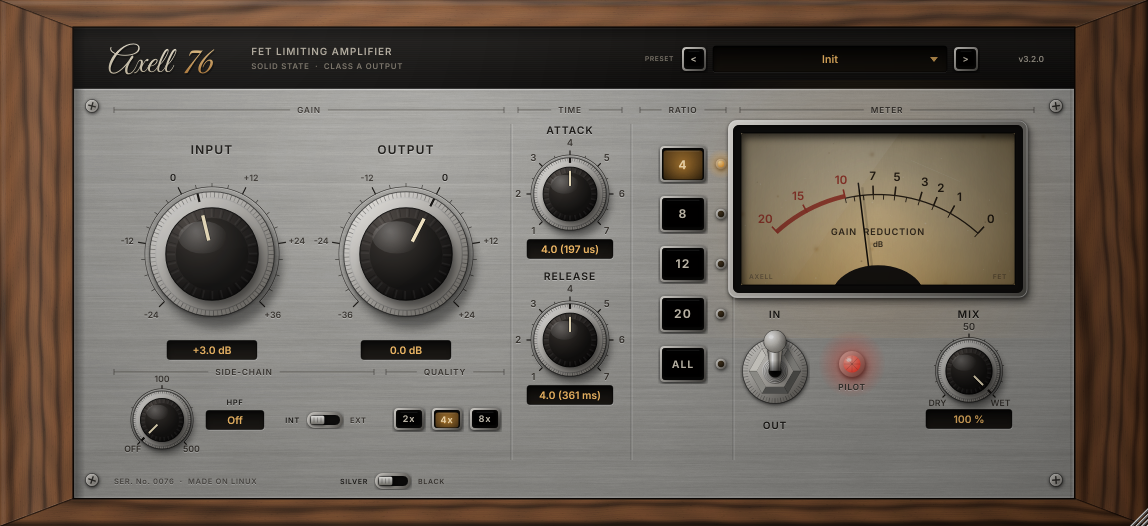 Axell 76
FET LIMITING AMPLIFIER
SOLID STATE · CLASS A OUTPUT
PRESET < Init > v3.2.0
GAIN
INPUT
0 +12
-12 +24
-24 +36
+3.0 dB
OUTPUT
-12 0
-24 +12
-36 +24
0.0 dB
TIME
ATTACK
4
3 5
2 6
1 7
4.0 (197 us)
RELEASE
4
3 5
2 6
1 7
4.0 (361 ms)
RATIO
4
8
12
20
ALL
METER
20 15 10 7 5 3 2 1 0
GAIN REDUCTION
dB
AXELL FET
IN
OUT
PILOT
MIX
50
DRY WET
100 %
SIDE-CHAIN
100
OFF 500
HPF
Off
INT EXT
QUALITY
2x 4x 8x
SER. No. 0076 · MADE ON LINUX
SILVER BLACK